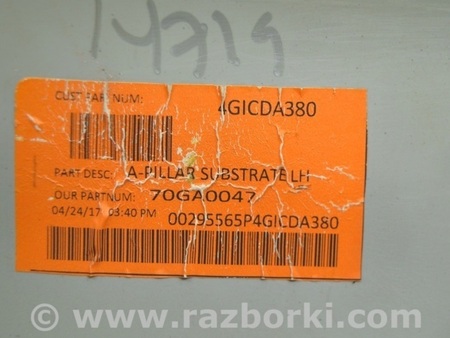 14719
CUST PART NUM: 4GICDA380
PART DESC: A-PILLAR SUBSTRATE LH
OUR PARTNUM: 70GA0047
04/24/17 03:40 PM 00295565P4GICDA380
© www.razborki.com